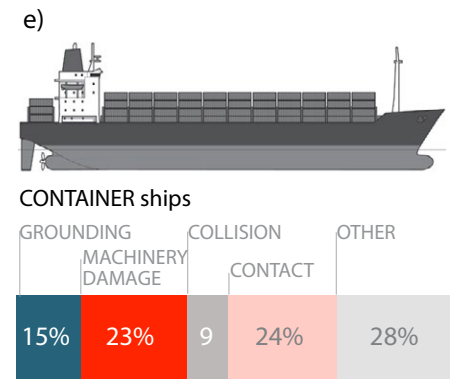 e)
CONTAINER ships
GROUNDING COLLISION OTHER
MACHINERY
DAMAGE CONTACT
15% 23% 9 24% 28%